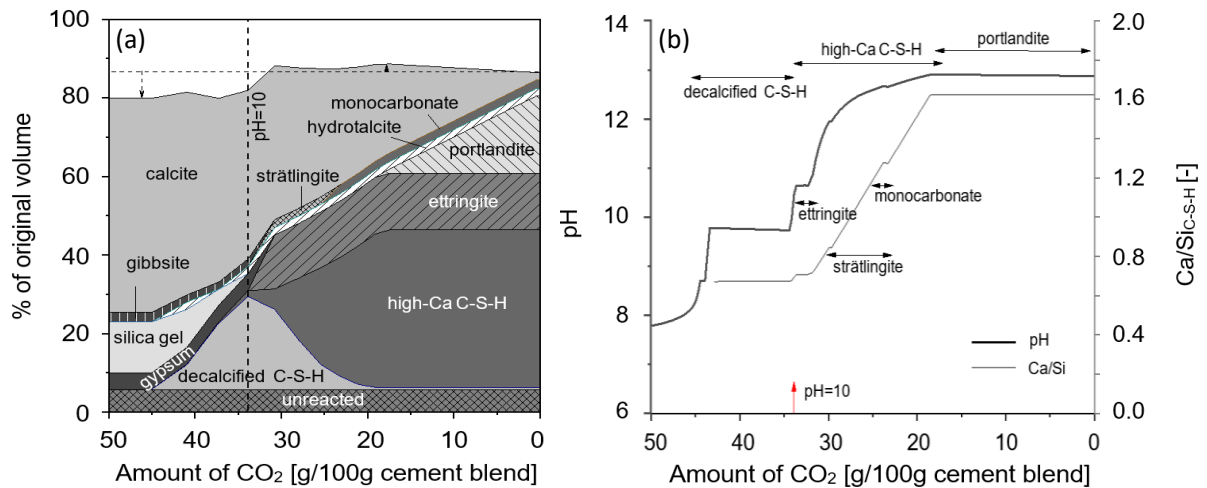 (a)
% of original volume
100
80
60
40
20
0
pH=10
monocarbonate
hydrotalcite
portlandite
calcite
strätlingite
ettringite
gibbsite
high-Ca C-S-H
silica gel
gypsum
decalcified C-S-H
unreacted
50 40 30 20 10 0
Amount of CO₂ [g/100g cement blend]
(b)
pH
14
12
10
8
6
portlandite
high-Ca C-S-H
decalcified C-S-H
ettringite
monocarbonate
strätlingite
pH
Ca/Si
pH=10
2.0
1.6
1.2
0.8
0.4
0.0
Ca/SiC-S-H [-]
50 40 30 20 10 0
Amount of CO₂ [g/100g cement blend]